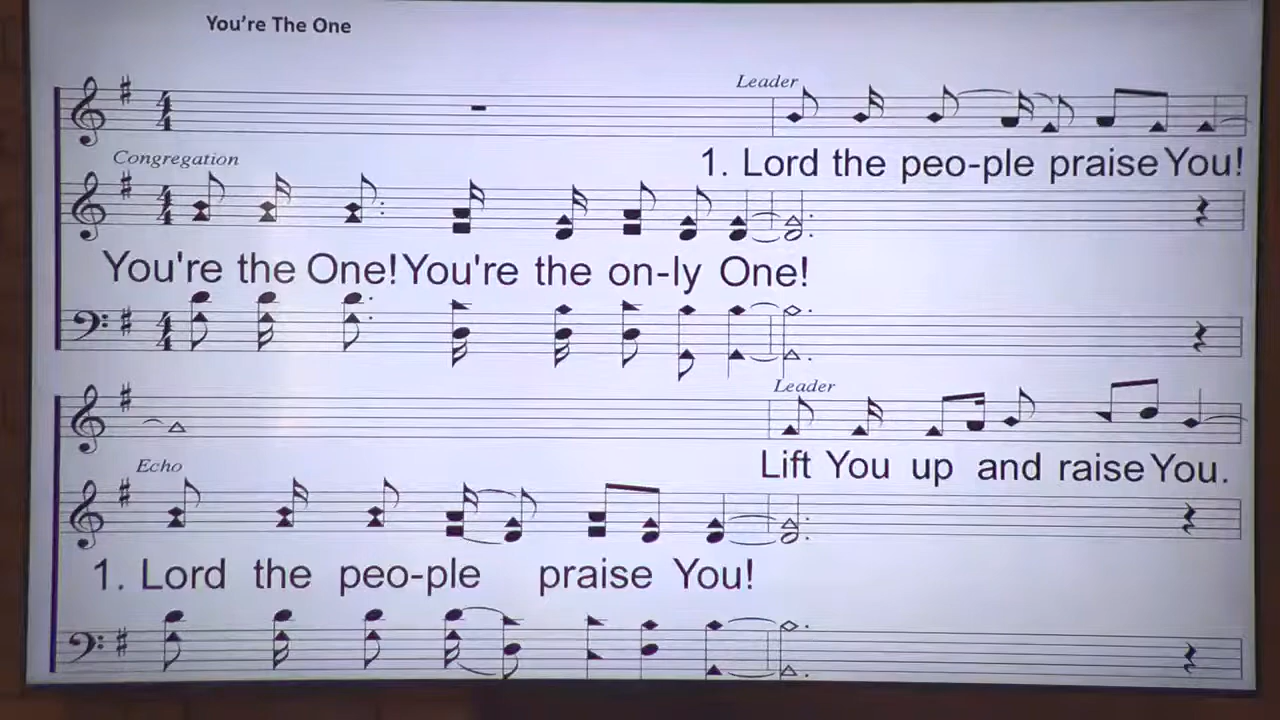 You're The One
Leader
1. Lord the peo-ple praise You!
Congregation
You're the One! You're the on-ly One!
Leader
Lift You up and raise You.
Echo
1. Lord the peo-ple praise You!